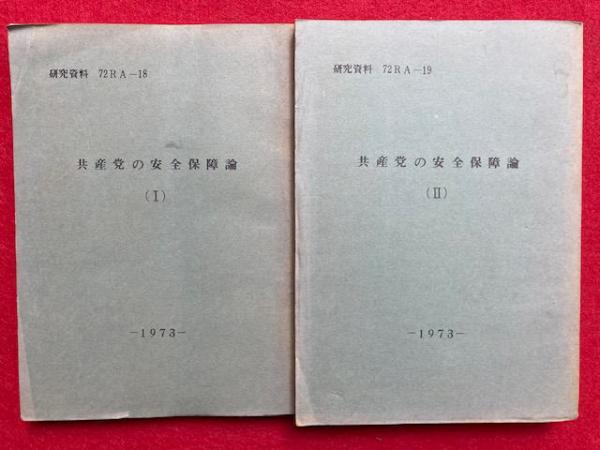 研究資料 72RA-18
共産党の安全保障論
(I)
-1973-
研究資料 72RA-19
共産党の安全保障論
(II)
-1973-